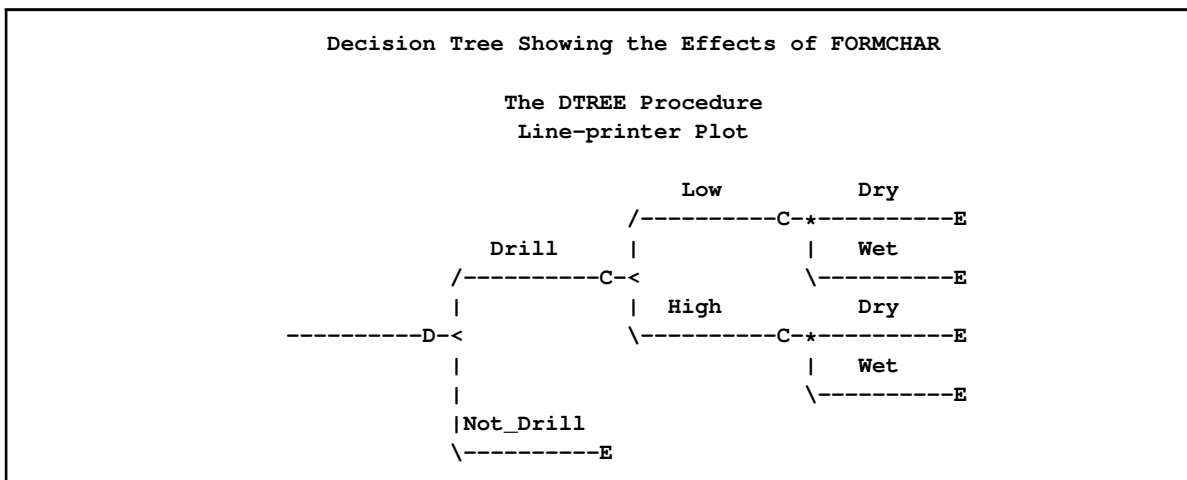 Decision Tree Showing the Effects of FORMCHAR
The DTREE Procedure
Line-printer Plot
                                          Low          Dry
                                      /----------C-*----------E
                           Drill      |            |   Wet
                        /----------C-<             \----------E
                        |             |  High          Dry
           ----------D-<              \----------C-*----------E
                        |                          |   Wet
                        |                          \----------E
                        |Not_Drill
                        \----------E